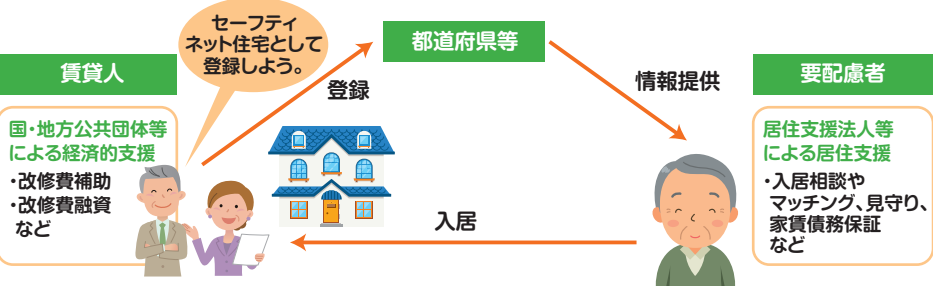 セーフティ
ネット住宅として
登録しよう。
都道府県等
賃貸人
登録
情報提供
要配慮者
国・地方公共団体等
による経済的支援
・改修費補助
・改修費融資
など
居住支援法人等
による居住支援
・入居相談や
マッチング、見守り、
家賃債務保証
など
入居